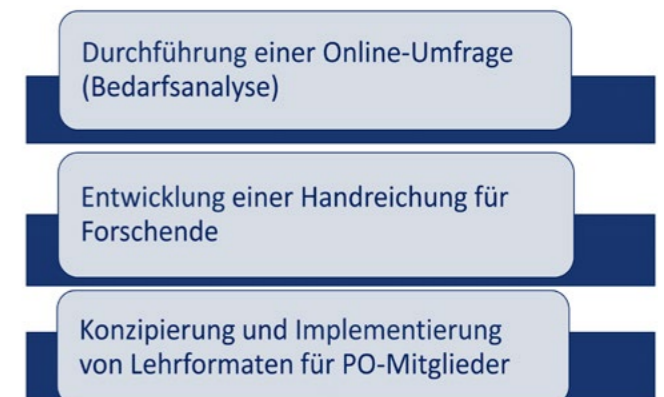 Durchführung einer Online-Umfrage
(Bedarfsanalyse)
Entwicklung einer Handreichung für
Forschende
Konzipierung und Implementierung
von Lehrformaten für PO-Mitglieder